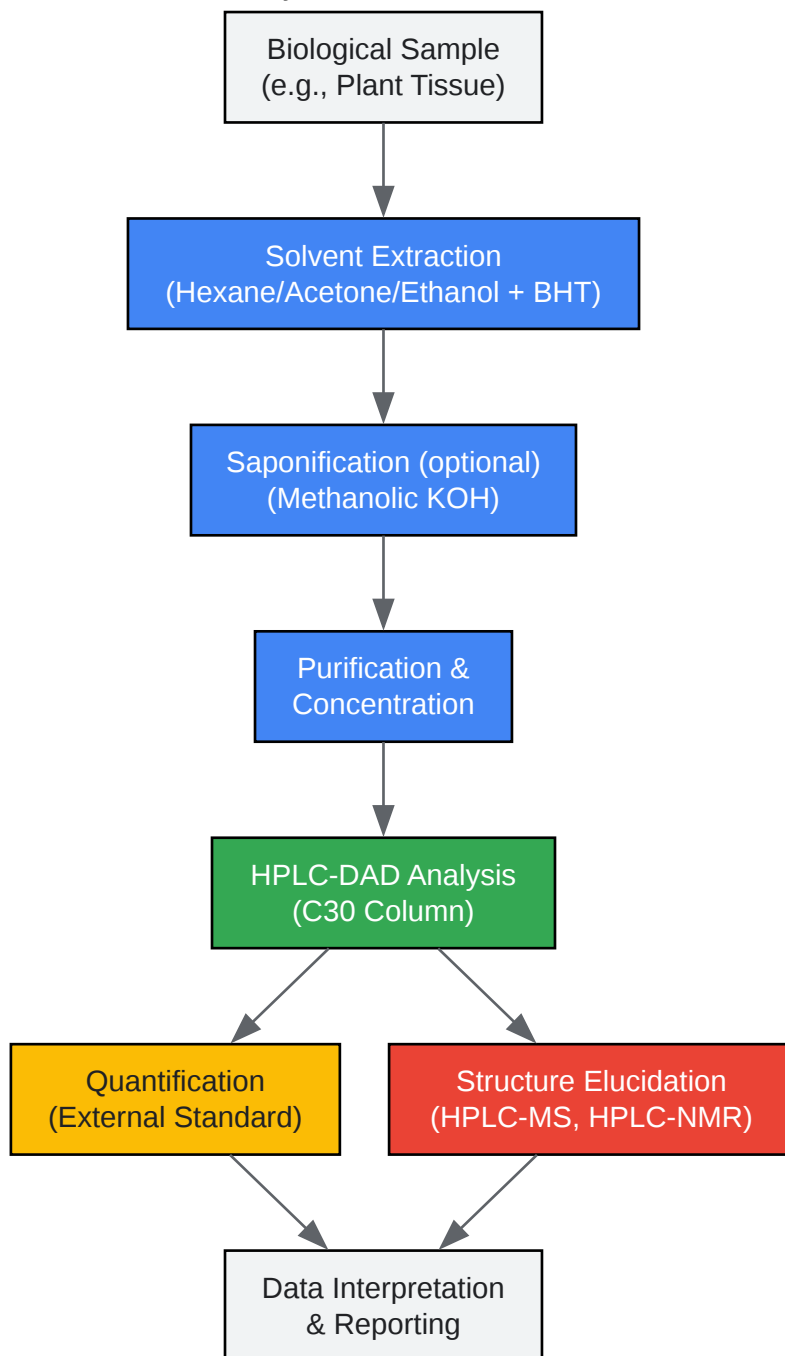 Biological Sample
(e.g., Plant Tissue)
Solvent Extraction
(Hexane/Acetone/Ethanol + BHT)
Saponification (optional)
(Methanolic KOH)
Purification &
Concentration
HPLC-DAD Analysis
(C30 Column)
Quantification
(External Standard)
Structure Elucidation
(HPLC-MS, HPLC-NMR)
Data Interpretation
& Reporting